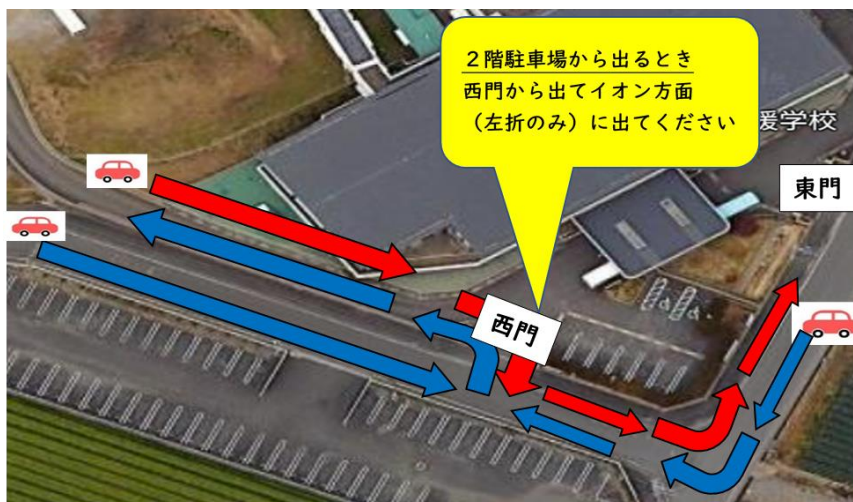 ２階駐車場から出るとき
西門から出てイオン方面
（左折のみ）に出てください
援学校
東門
西門